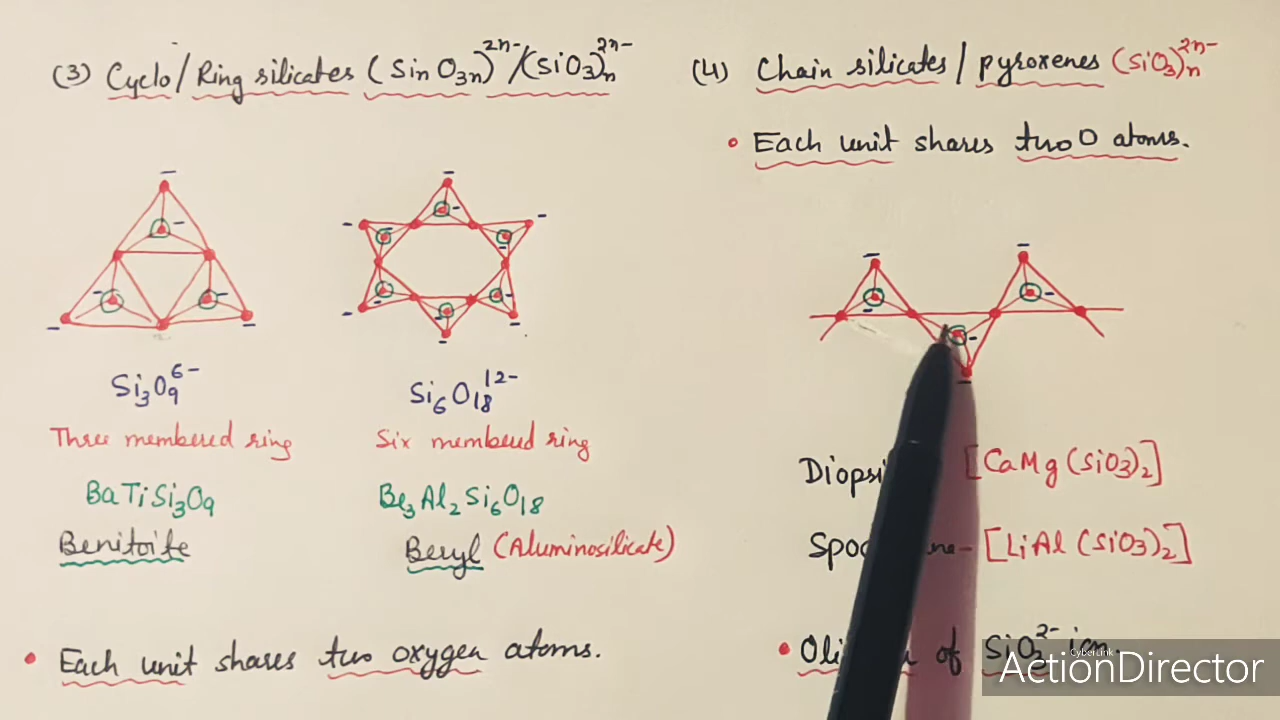 (3) Cyclo/Ring silicates (SinO3n)2n-/(SiO3)n2n-
Si3O9 6-
Si6O18 12-
Three membered ring
Six membered ring
BaTiSi3O9
Be3Al2Si6O18
Benitoite
Beryl (Aluminosilicate)
• Each unit shares two oxygen atoms.
(4) Chain silicates/pyroxenes (SiO3)n2n-
• Each unit shares two O atoms.
[CaMg(SiO3)2]
[LiAl(SiO3)2]
• of
CyberLink
ActionDirector